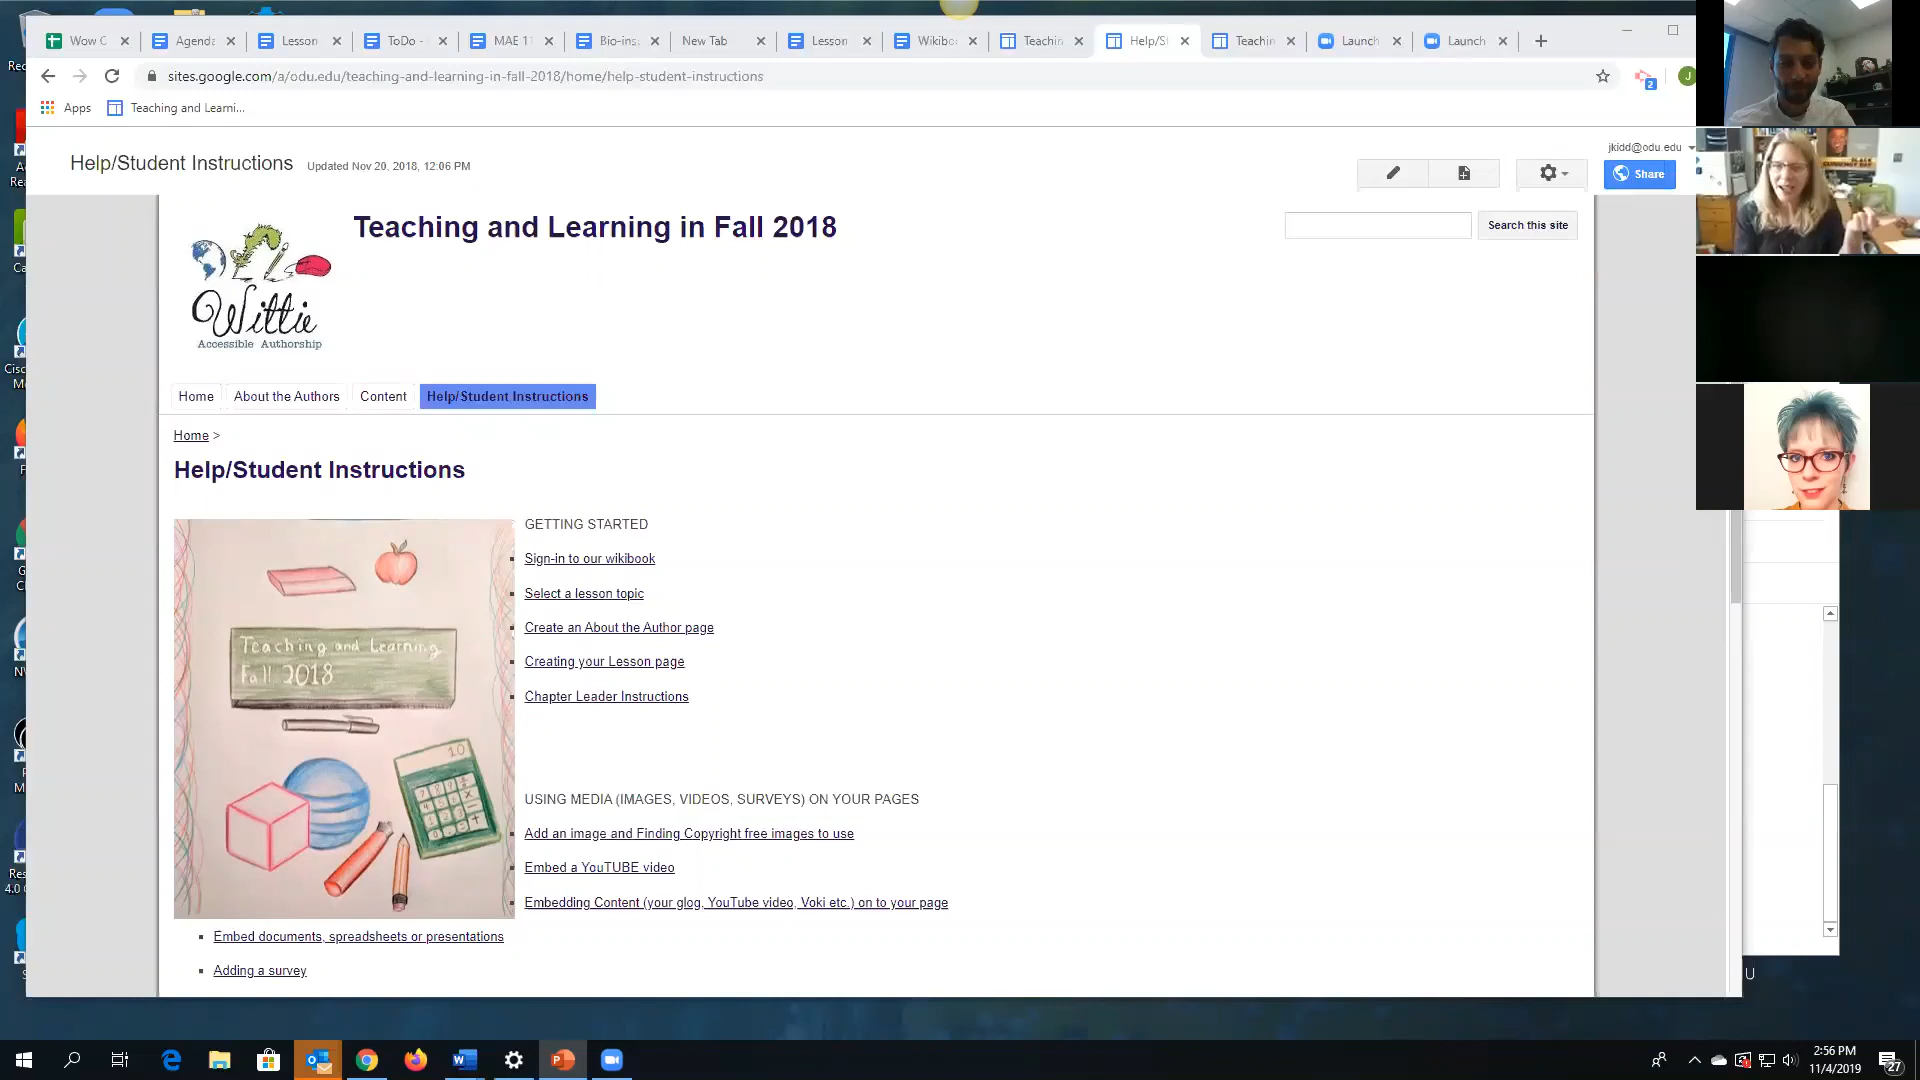 Wow C
Agenda
Lesson
ToDo -
MAE 11
Bio-ins
New Tab
Lesson
Wikibo
Teachin
Help/S
Teachin
Launch
Launch
sites.google.com/a/odu.edu/teaching-and-learning-in-fall-2018/home/help-student-instructions
2
J
Apps
Teaching and Learni...
Help/Student Instructions
Updated Nov 20, 2018, 12:06 PM
jkidd@odu.edu
Share
Teaching and Learning in Fall 2018
Search this site
Wittie
Accessible Authorship
Home
About the Authors
Content
Help/Student Instructions
Home >
Help/Student Instructions
Teaching and Learning
Fall 2018
10
GETTING STARTED
Sign-in to our wikibook
Select a lesson topic
Create an About the Author page
Creating your Lesson page
Chapter Leader Instructions
USING MEDIA (IMAGES, VIDEOS, SURVEYS) ON YOUR PAGES
Add an image and Finding Copyright free images to use
Embed a YouTUBE video
Embedding Content (your glog, YouTube video, Voki etc.) on to your page
Embed documents, spreadsheets or presentations
Adding a survey
U
2:56 PM
11/4/2019
27